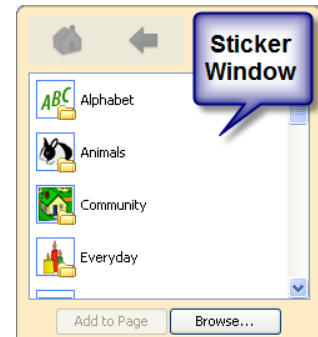 Sticker
Window
ABC Alphabet
Animals
Community
Everyday
Add to Page Browse...